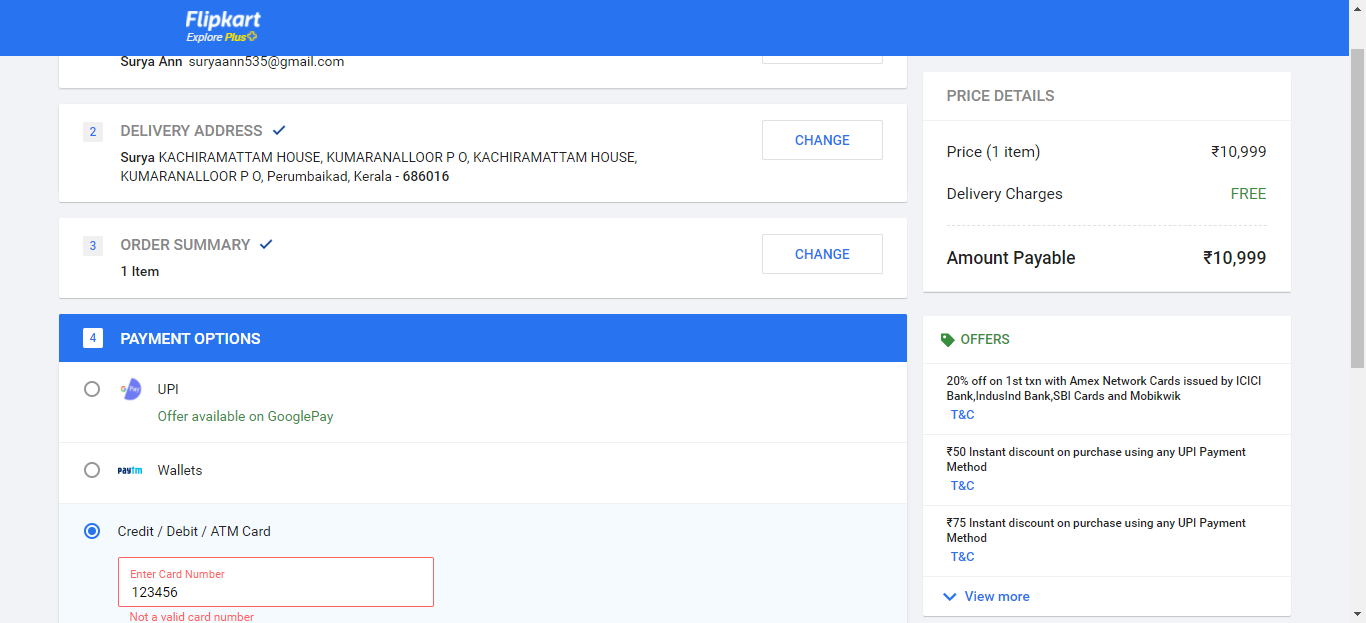 Flipkart
Explore Plus
Surya Ann suryaann535@gmail.com
2 DELIVERY ADDRESS
Surya KACHIRAMATTAM HOUSE, KUMARANALLOOR P O, KACHIRAMATTAM HOUSE,
KUMARANALLOOR P O, Perumbaikad, Kerala - 686016
CHANGE
3 ORDER SUMMARY
1 Item
CHANGE
4 PAYMENT OPTIONS
G Pay UPI
Offer available on GooglePay
paytm Wallets
Credit / Debit / ATM Card
Enter Card Number
123456
Not a valid card number
PRICE DETAILS
Price (1 item) ₹10,999
Delivery Charges FREE
Amount Payable ₹10,999
OFFERS
20% off on 1st txn with Amex Network Cards issued by ICICI
Bank,IndusInd Bank,SBI Cards and Mobikwik
T&C
₹50 Instant discount on purchase using any UPI Payment
Method
T&C
₹75 Instant discount on purchase using any UPI Payment
Method
T&C
View more